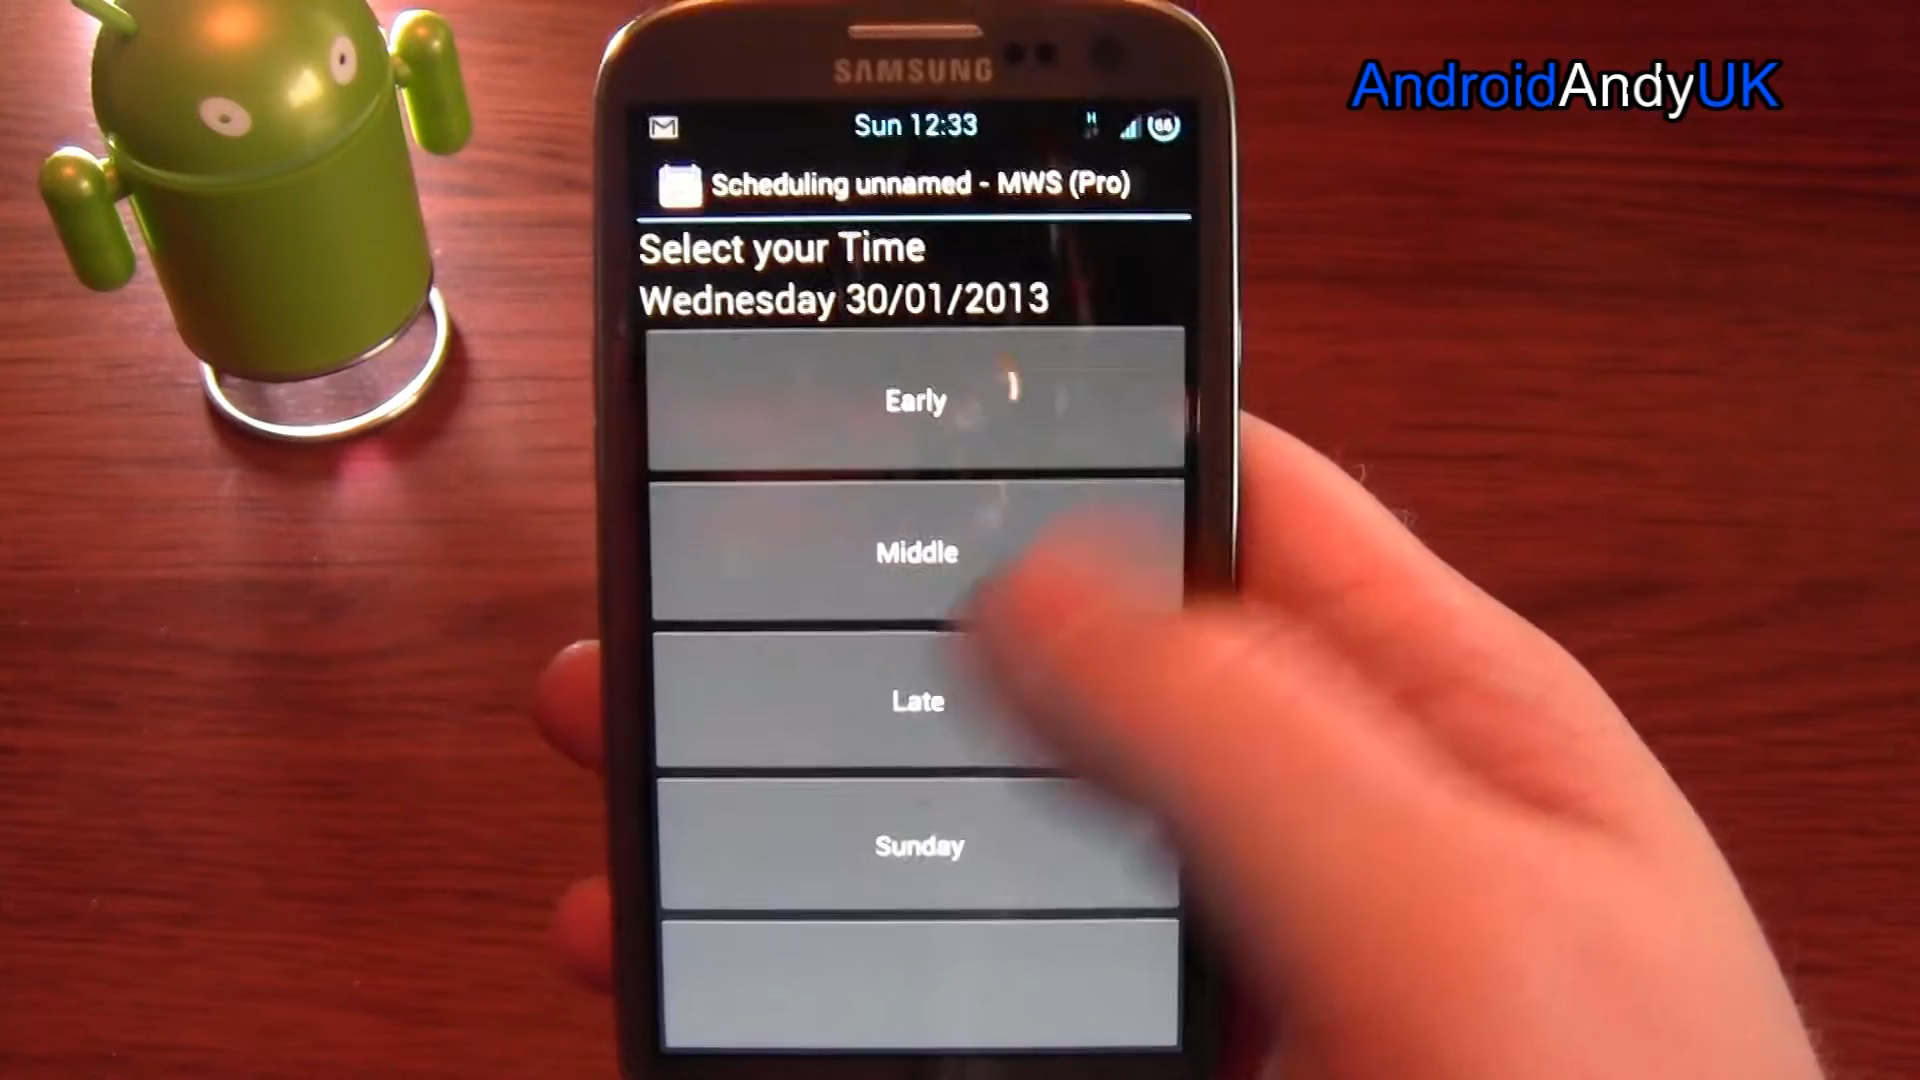 AndroidAndyUK
SAMSUNG
Sun 12:33
H
66
Scheduling unnamed - MWS (Pro)
Select your Time
Wednesday 30/01/2013
Early
Middle
Late
Sunday